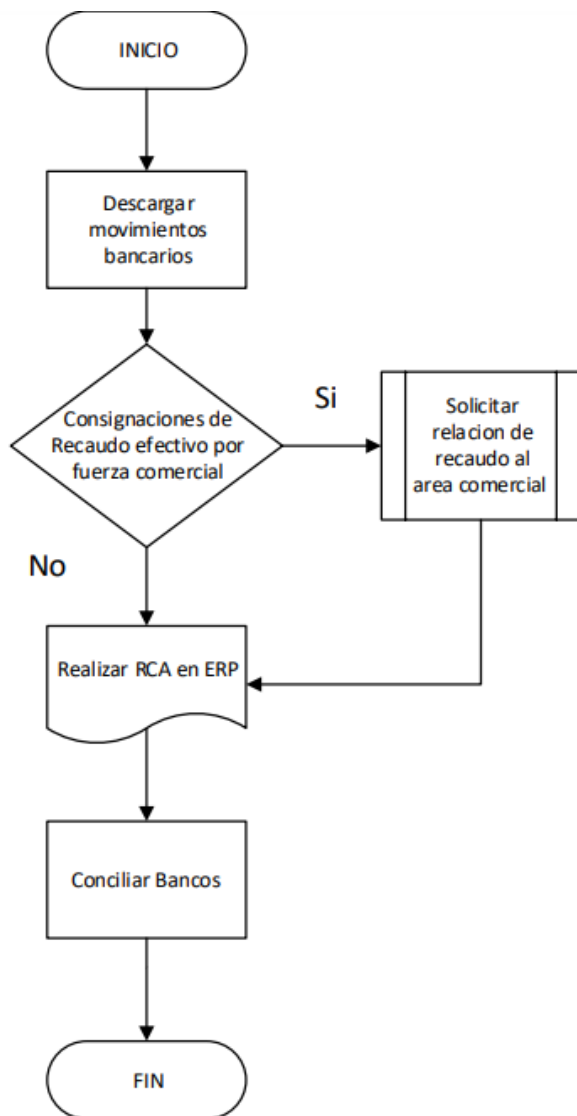 INICIO
Descargar
movimientos
bancarios
Consignaciones de
Recaudo efectivo por
fuerza comercial
Si
Solicitar
relacion de
recaudo al
area comercial
No
Realizar RCA en ERP
Conciliar Bancos
FIN